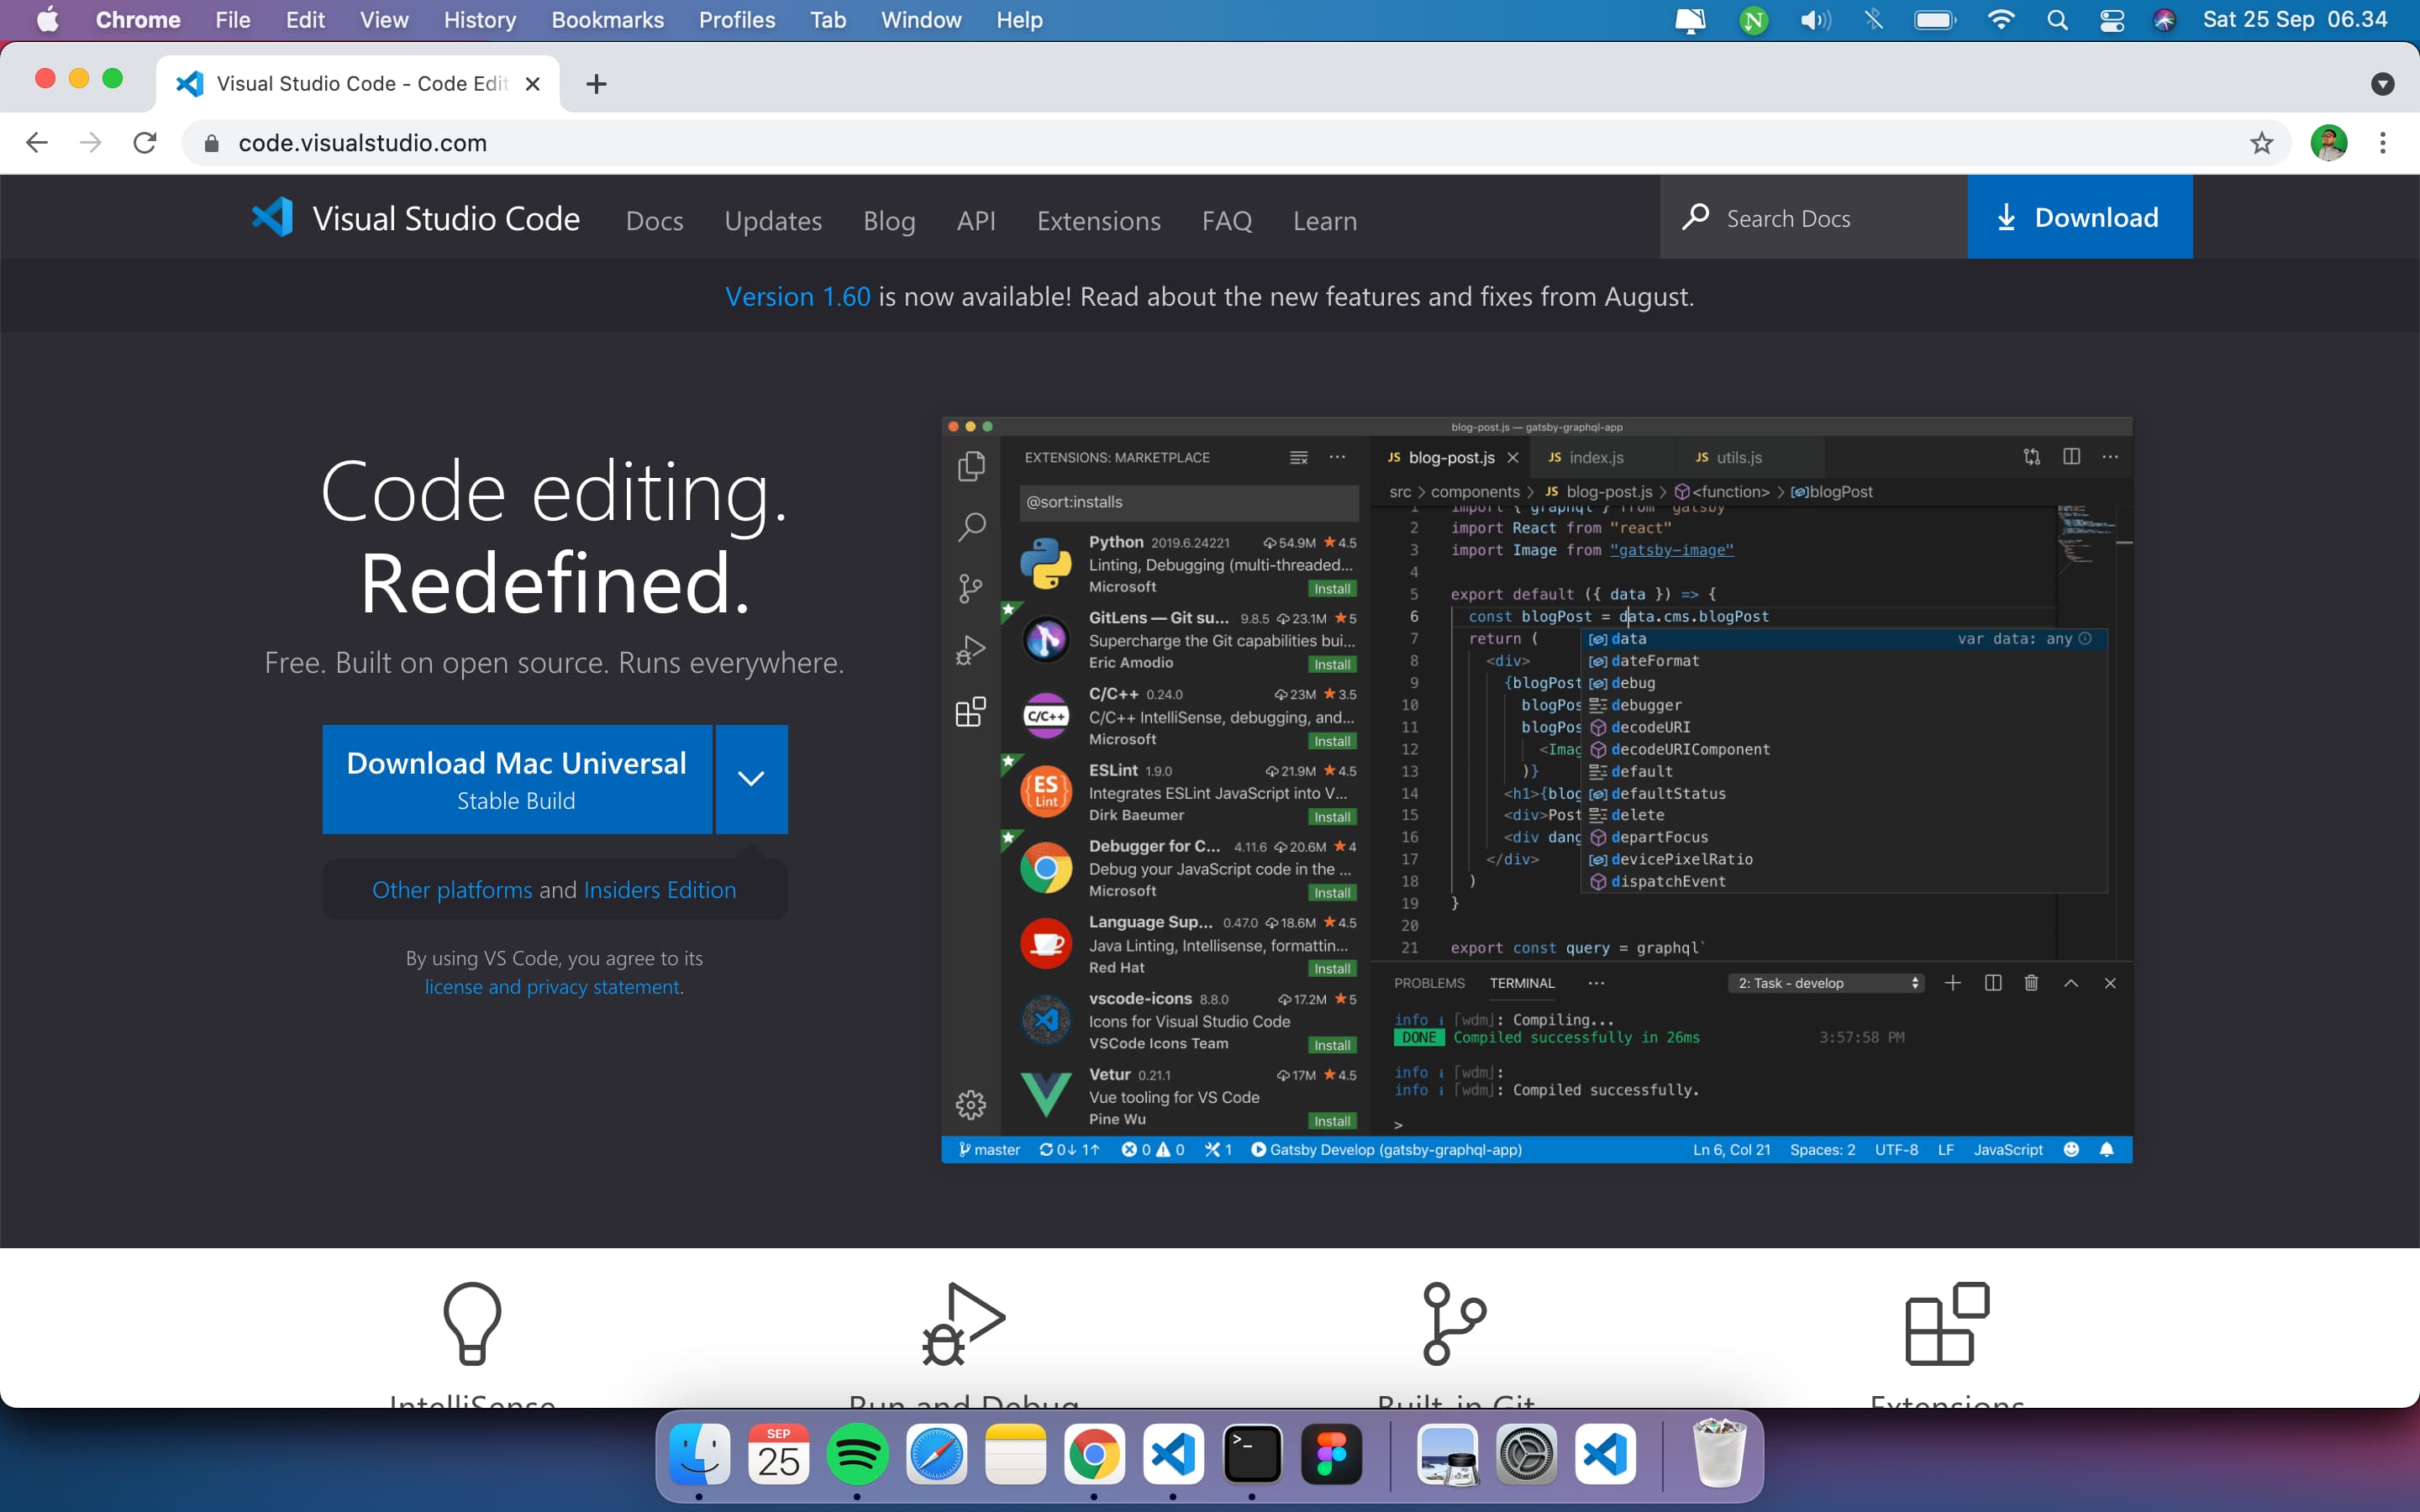 Chrome File Edit View History Bookmarks Profiles Tab Window Help
Sat 25 Sep 06.34
Visual Studio Code - Code Edit
code.visualstudio.com
Visual Studio Code Docs Updates Blog API Extensions FAQ Learn
Search Docs
Download
Version 1.60 is now available! Read about the new features and fixes from August.
Code editing.
Redefined.
Free. Built on open source. Runs everywhere.
Download Mac Universal
Stable Build
Other platforms and Insiders Edition
By using VS Code, you agree to its
license and privacy statement.
blog-post.js — gatsby-graphql-app
EXTENSIONS: MARKETPLACE
@sort:installs
Python 2019.6.24221 54.9M 4.5
Linting, Debugging (multi-threaded...
Microsoft
Install
GitLens — Git su... 9.8.5 23.1M 5
Supercharge the Git capabilities bui...
Eric Amodio
Install
C/C++
C/C++ 0.24.0 23M 3.5
C/C++ IntelliSense, debugging, and...
Microsoft
Install
ES
Lint
ESLint 1.9.0 21.9M 4.5
Integrates ESLint JavaScript into V...
Dirk Baeumer
Install
Debugger for C... 4.11.6 20.6M 4
Debug your JavaScript code in the ...
Microsoft
Install
Language Sup... 0.47.0 18.6M 4.5
Java Linting, Intellisense, formattin...
Red Hat
Install
vscode-icons 8.8.0 17.2M 5
Icons for Visual Studio Code
VSCode Icons Team
Install
Vetur 0.21.1 17M 4.5
Vue tooling for VS Code
Pine Wu
Install
JS blog-post.js JS index.js JS utils.js
src > components > JS blog-post.js > <function> > blogPost
1 import { graphql } from "gatsby"
2 import React from "react"
3 import Image from "gatsby-image"
4
5 export default ({ data }) => {
6 const blogPost = data.cms.blogPost
7 return (
8 <div>
9 {blogPost
10 blogPos
11 blogPos
12 <Imag
13 )}
14 <h1>{blog
15 <div>Post
16 <div dang
17 </div>
18 )
19 }
20
21 export const query = graphql`
data var data: any
dateFormat
debug
debugger
decodeURI
decodeURIComponent
default
defaultStatus
delete
departFocus
devicePixelRatio
dispatchEvent
PROBLEMS TERMINAL ··· 2: Task - develop
info i ｢wdm｣: Compiling...
DONE Compiled successfully in 26ms 3:57:58 PM
info i ｢wdm｣:
info i ｢wdm｣: Compiled successfully.
>
master 0↓ 1↑ 0 0 1 Gatsby Develop (gatsby-graphql-app)
Ln 6, Col 21 Spaces: 2 UTF-8 LF JavaScript
IntelliSense
Run and Debug
Built-in Git
Extensions
SEP
25
>_